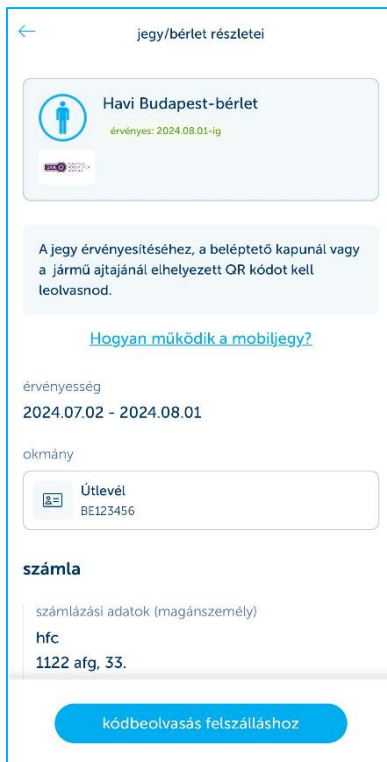 jegy/bérlet részletei
Havi Budapest-bérlet
érvényes: 2024.08.01-ig
BKK
A jegy érvényesítéséhez, a beléptető kapunál vagy
a jármű ajtajánál elhelyezett QR kódot kell
leolvasnod.
Hogyan működik a mobiljegy?
érvényesség
2024.07.02 - 2024.08.01
okmány
Útlevél
BE123456
számla
számlázási adatok (magánszemély)
hfc
1122 afg, 33.
kódbeolvasás felszálláshoz